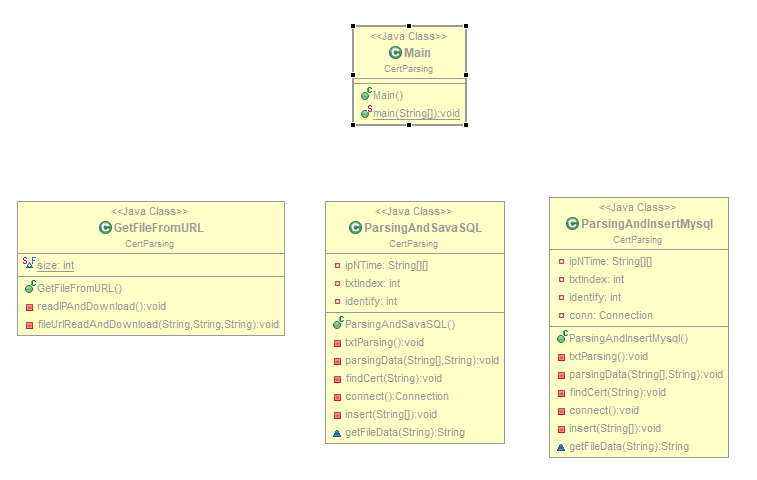 <<Java Class>>
Main
CertParsing
Main()
main(String[]):void
<<Java Class>>
GetFileFromURL
CertParsing
size: int
GetFileFromURL()
readIPAndDownload():void
fileUrlReadAndDownload(String,String,String):void
<<Java Class>>
ParsingAndSavaSQL
CertParsing
ipNTime: String[][]
txtIndex: int
identify: int
ParsingAndSavaSQL()
txtParsing():void
parsingData(String[],String):void
findCert(String):void
connect():Connection
insert(String[]):void
getFileData(String):String
<<Java Class>>
ParsingAndInsertMysql
CertParsing
ipNTime: String[][]
txtIndex: int
identify: int
conn: Connection
ParsingAndInsertMysql()
txtParsing():void
parsingData(String[],String):void
findCert(String):void
connect():void
insert(String[]):void
getFileData(String):String